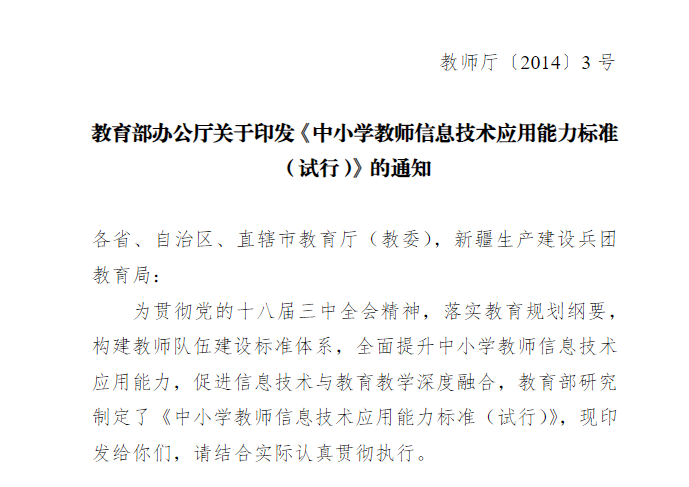 教师厅〔2014〕3 号
教育部办公厅关于印发《中小学教师信息技术应用能力标准
（试行）》的通知
各省、自治区、直辖市教育厅（教委），新疆生产建设兵团
教育局：
为贯彻党的十八届三中全会精神，落实教育规划纲要，
构建教师队伍建设标准体系，全面提升中小学教师信息技术
应用能力，促进信息技术与教育教学深度融合，教育部研究
制定了《中小学教师信息技术应用能力标准（试行）》，现印
发给你们，请结合实际认真贯彻执行。